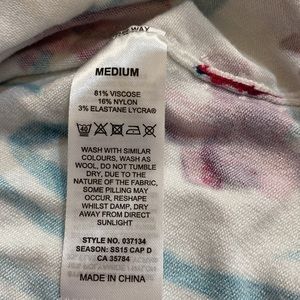 WAY
MEDIUM
81% VISCOSE
16% NYLON
3% ELASTANE LYCRA®
WASH WITH SIMILAR
COLOURS, WASH AS
WOOL, DO NOT TUMBLE
DRY, DUE TO THE
NATURE OF THE FABRIC,
SOME PILLING MAY
OCCUR, RESHAPE
WHILST DAMP, DRY
AWAY FROM DIRECT
SUNLIGHT
STYLE NO. 037134
SEASON: SS15 CAP D
CA 35784
MADE IN CHINA